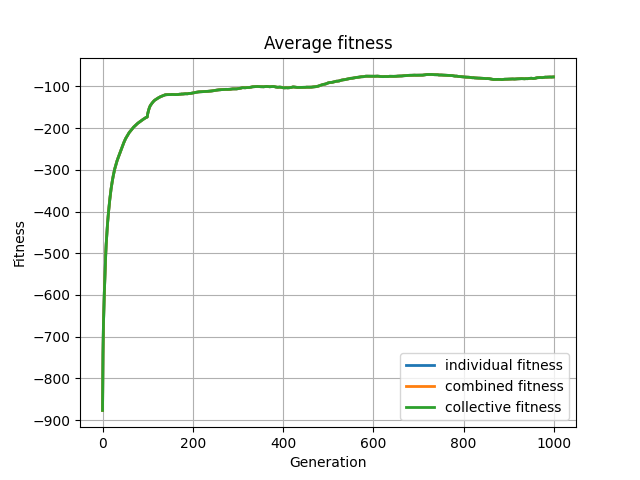 Average fitness
Fitness
−100
−200
−300
−400
−500
−600
−700
−800
−900
individual fitness
combined fitness
collective fitness
0 200 400 600 800 1000
Generation